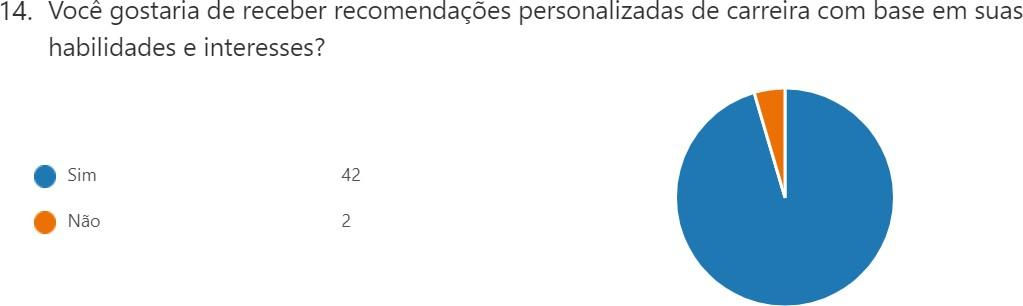 14. Você gostaria de receber recomendações personalizadas de carreira com base em suas
habilidades e interesses?
Sim 42
Não 2